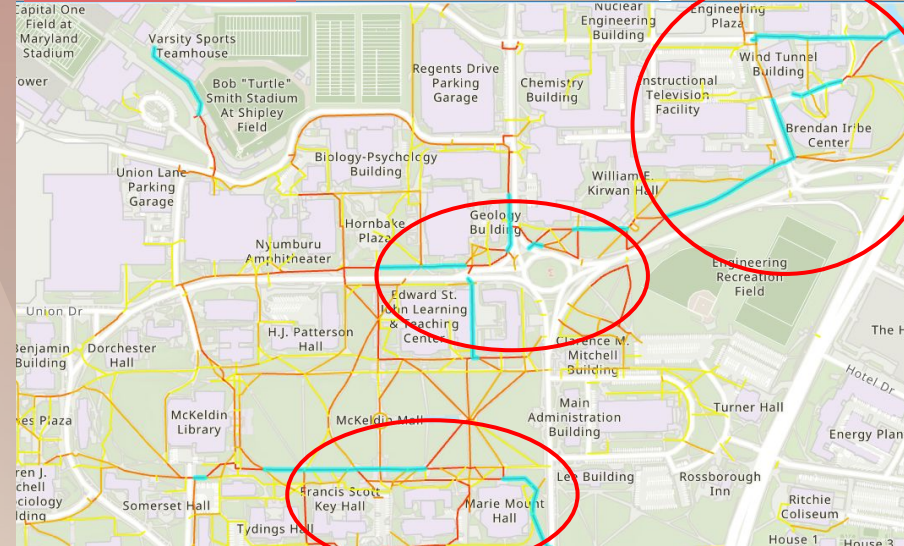 Capital One
Field at
Maryland
Stadium
Varsity Sports
Teamhouse
Nuclear
Engineering
Building
Engineering
Plaza
Wind Tunnel
Building
ower
Bob "Turtle"
Smith Stadium
At Shipley
Field
Regents Drive
Parking
Garage
Chemistry
Building
nstructional
Television
Facility
Brendan Iribe
Center
Biology-Psychology
Building
Union Lane
Parking
Garage
William E.
Kirwan Hall
Hornbake
Plaza
Geology
Building
Nyumburu
Amphitheater
Engineering
Recreation
Field
Union Dr
Edward St.
John Learning
& Teaching
Center
H.J. Patterson
Hall
Benjamin
Building
Dorchester
Hall
Clarence M.
Mitchell
Building
The H
Hotel Dr
McKeldin
Library
McKeldin Mall
Main
Administration
Building
Turner Hall
es Plaza
Energy Plan
ren J.
chell
ciology
lding
Somerset Hall
Francis Scott
Key Hall
Marie Mount
Hall
Lee Building
Rossborough
Inn
Tydings Hall
Ritchie
Coliseum
House 1
House 3